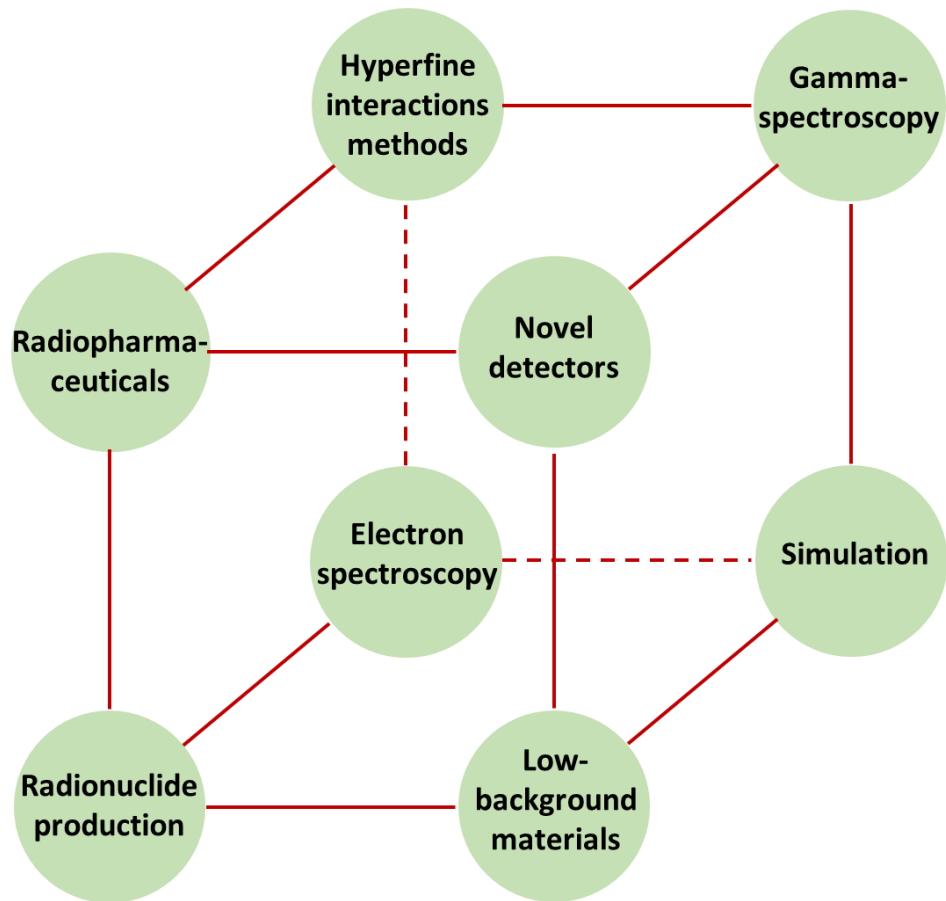 Hyperfine
interactions
methods
Gamma-
spectroscopy
Radiopharma-
ceuticals
Novel
detectors
Electron
spectroscopy
Simulation
Radionuclide
production
Low-
background
materials